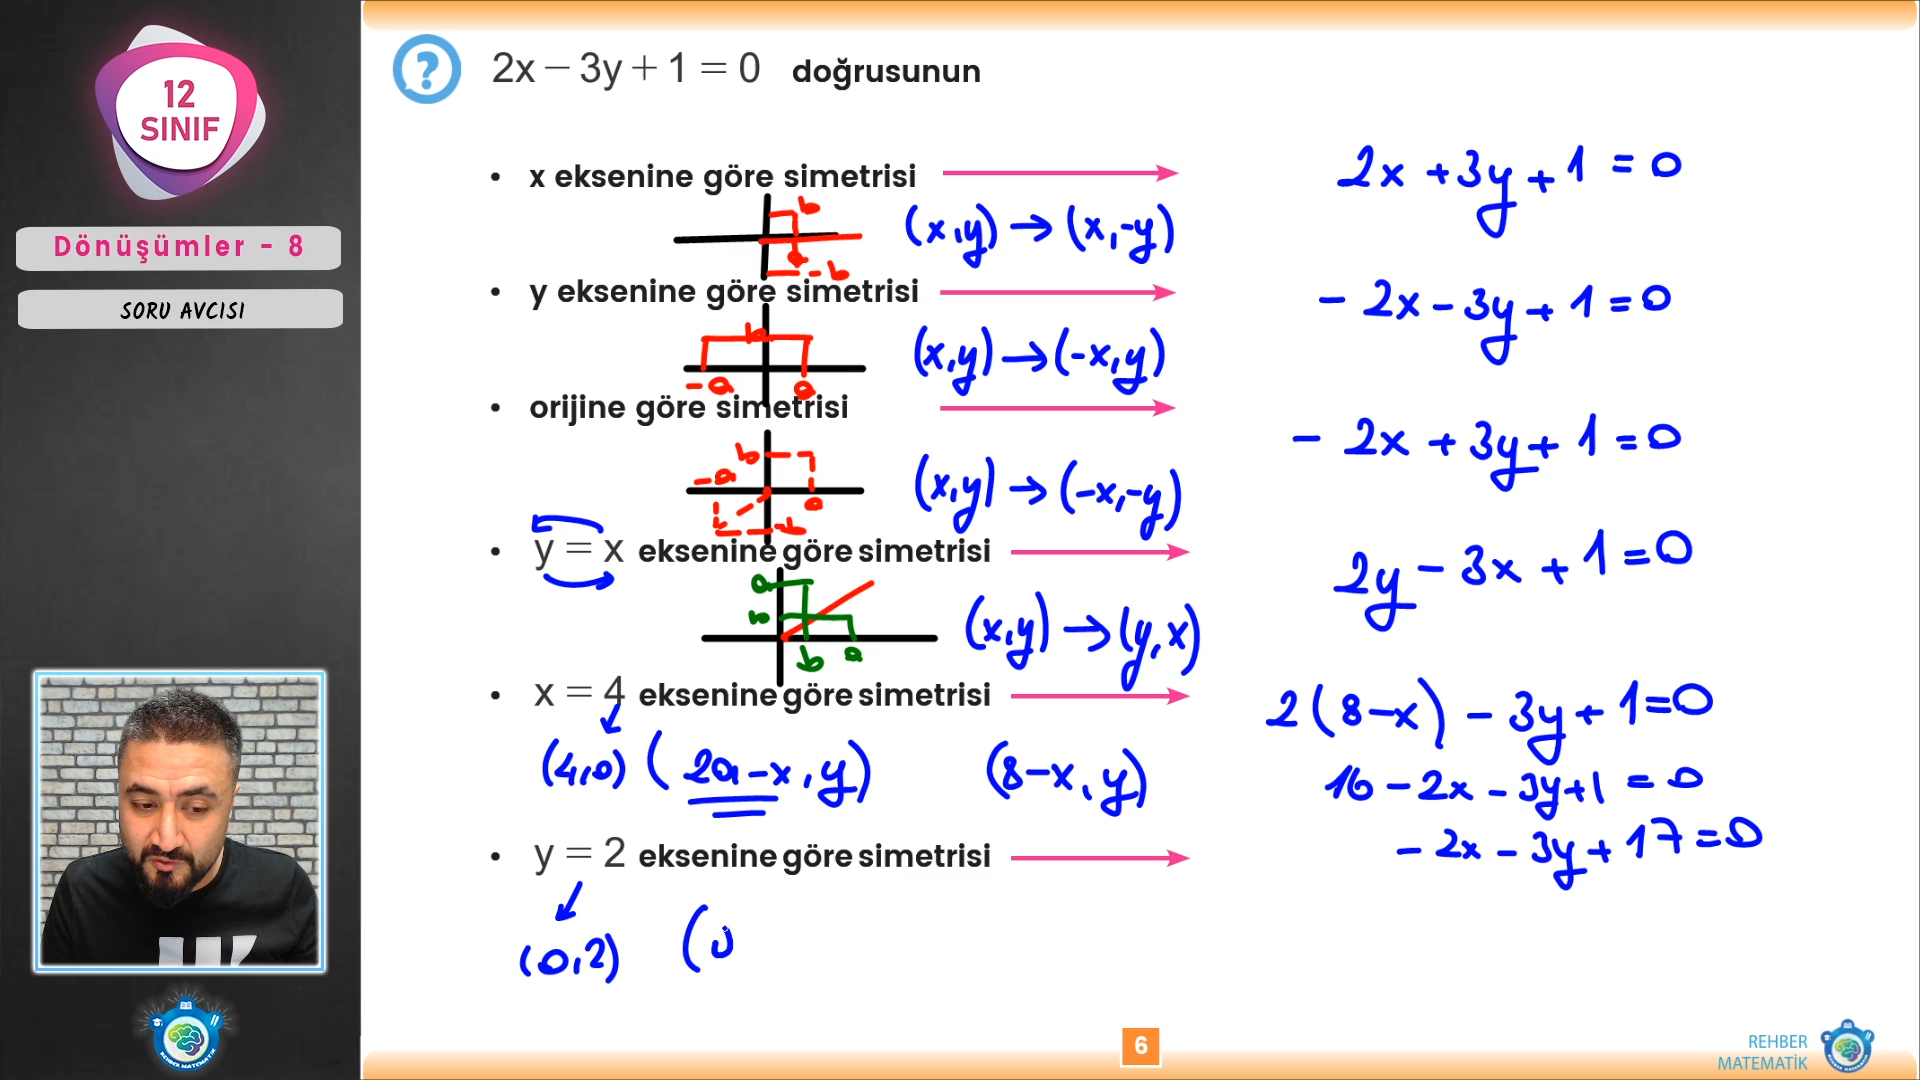 12
SINIF
Dönüşümler - 8
SORU AVCISI
2x − 3y + 1 = 0 doğrusunun
• x eksenine göre simetrisi
2x + 3y + 1 = 0
b
a
-b
(x,y) → (x,-y)
• y eksenine göre simetrisi
- 2x - 3y + 1 = 0
b
-a
a
(x,y) → (-x,y)
• orijine göre simetrisi
- 2x + 3y + 1 = 0
b
-a
a
-b
(x,y) → (-x,-y)
• y = x eksenine göre simetrisi
2y - 3x + 1 = 0
a
b
b
a
(x,y) → (y,x)
• x = 4 eksenine göre simetrisi
2(8-x) - 3y + 1 = 0
(4,0) (2a-x, y) (8-x, y)
16 - 2x - 3y + 1 = 0
- 2x - 3y + 17 = 0
• y = 2 eksenine göre simetrisi
(0,2) (
6
REHBER
MATEMATİK
REHBER MATEMATİK